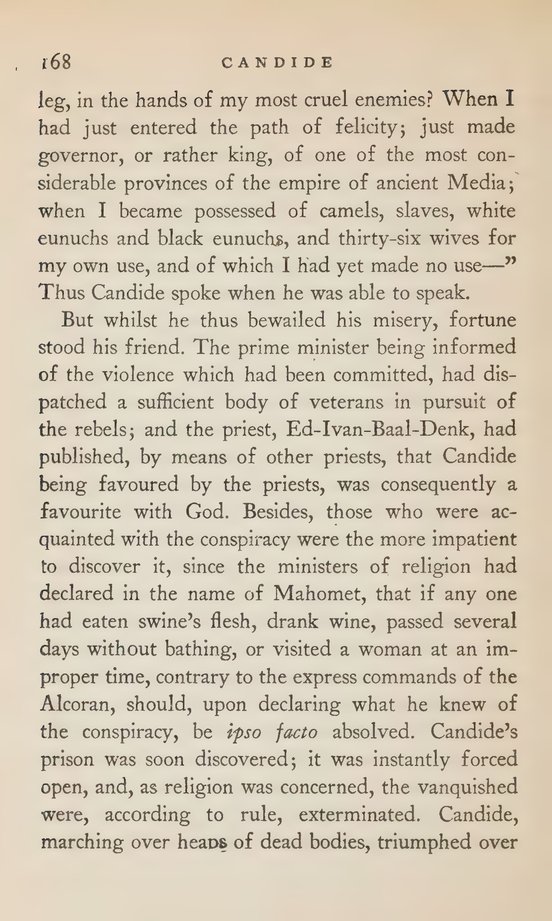 168 CANDIDE
leg, in the hands of my most cruel enemies? When I
had just entered the path of felicity; just made
governor, or rather king, of one of the most con-
siderable provinces of the empire of ancient Media;
when I became possessed of camels, slaves, white
eunuchs and black eunuchs, and thirty-six wives for
my own use, and of which I had yet made no use—”
Thus Candide spoke when he was able to speak.
But whilst he thus bewailed his misery, fortune
stood his friend. The prime minister being informed
of the violence which had been committed, had dis-
patched a sufficient body of veterans in pursuit of
the rebels; and the priest, Ed-Ivan-Baal-Denk, had
published, by means of other priests, that Candide
being favoured by the priests, was consequently a
favourite with God. Besides, those who were ac-
quainted with the conspiracy were the more impatient
to discover it, since the ministers of religion had
declared in the name of Mahomet, that if any one
had eaten swine’s flesh, drank wine, passed several
days without bathing, or visited a woman at an im-
proper time, contrary to the express commands of the
Alcoran, should, upon declaring what he knew of
the conspiracy, be ipso facto absolved. Candide’s
prison was soon discovered; it was instantly forced
open, and, as religion was concerned, the vanquished
were, according to rule, exterminated. Candide,
marching over heaps of dead bodies, triumphed over